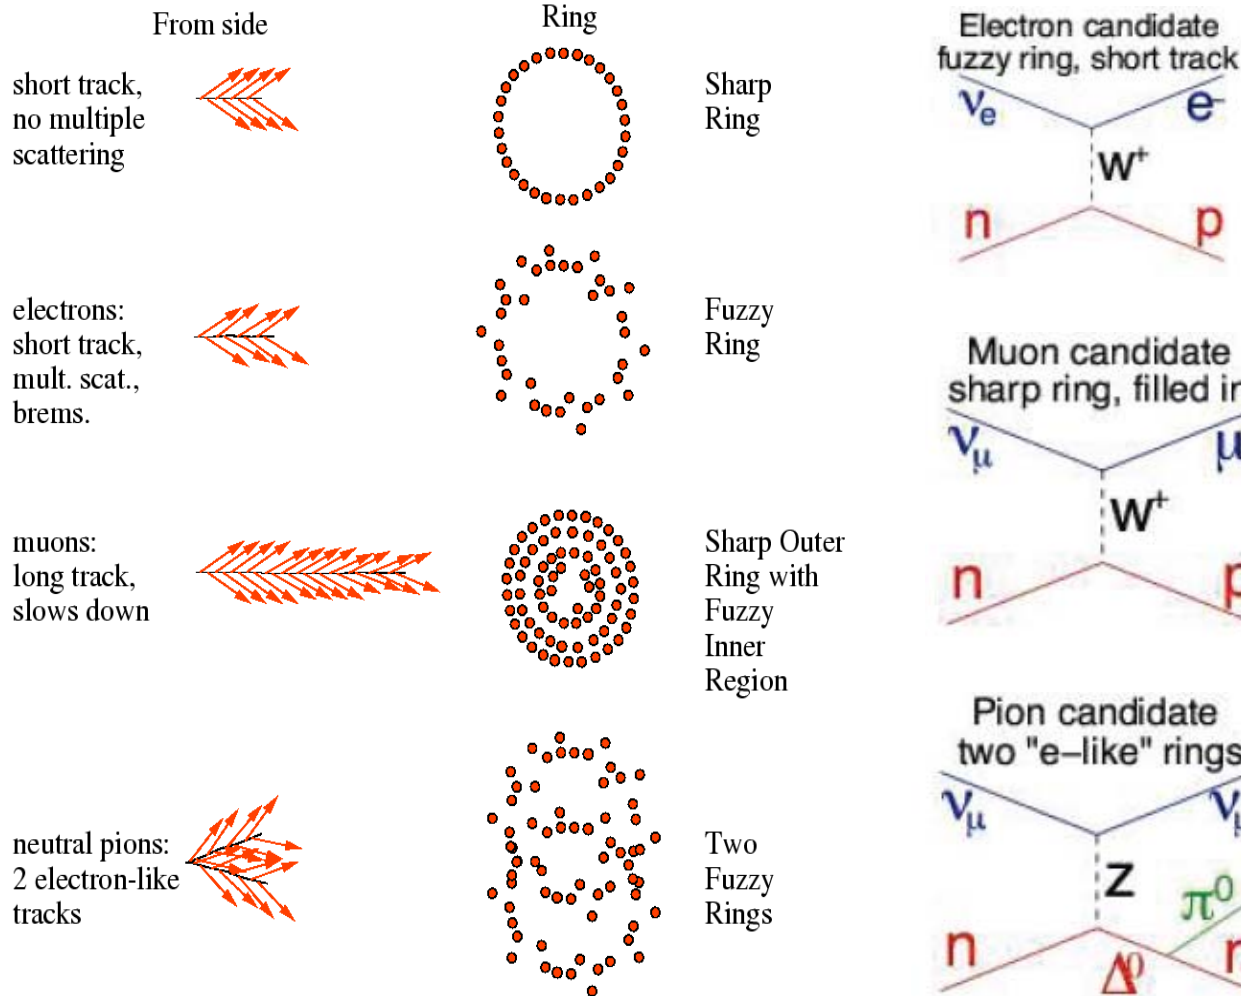 From side
Ring
short track,
no multiple
scattering
Sharp
Ring
electrons:
short track,
mult. scat.,
brems.
Fuzzy
Ring
muons:
long track,
slows down
Sharp Outer
Ring with
Fuzzy
Inner
Region
neutral pions:
2 electron-like
tracks
Two
Fuzzy
Rings
Electron candidate
fuzzy ring, short track
νe e-
W+
n p
Muon candidate
sharp ring, filled in
νμ μ
W+
n p
Pion candidate
two "e-like" rings
νμ νμ
Z
π0
n Δ0